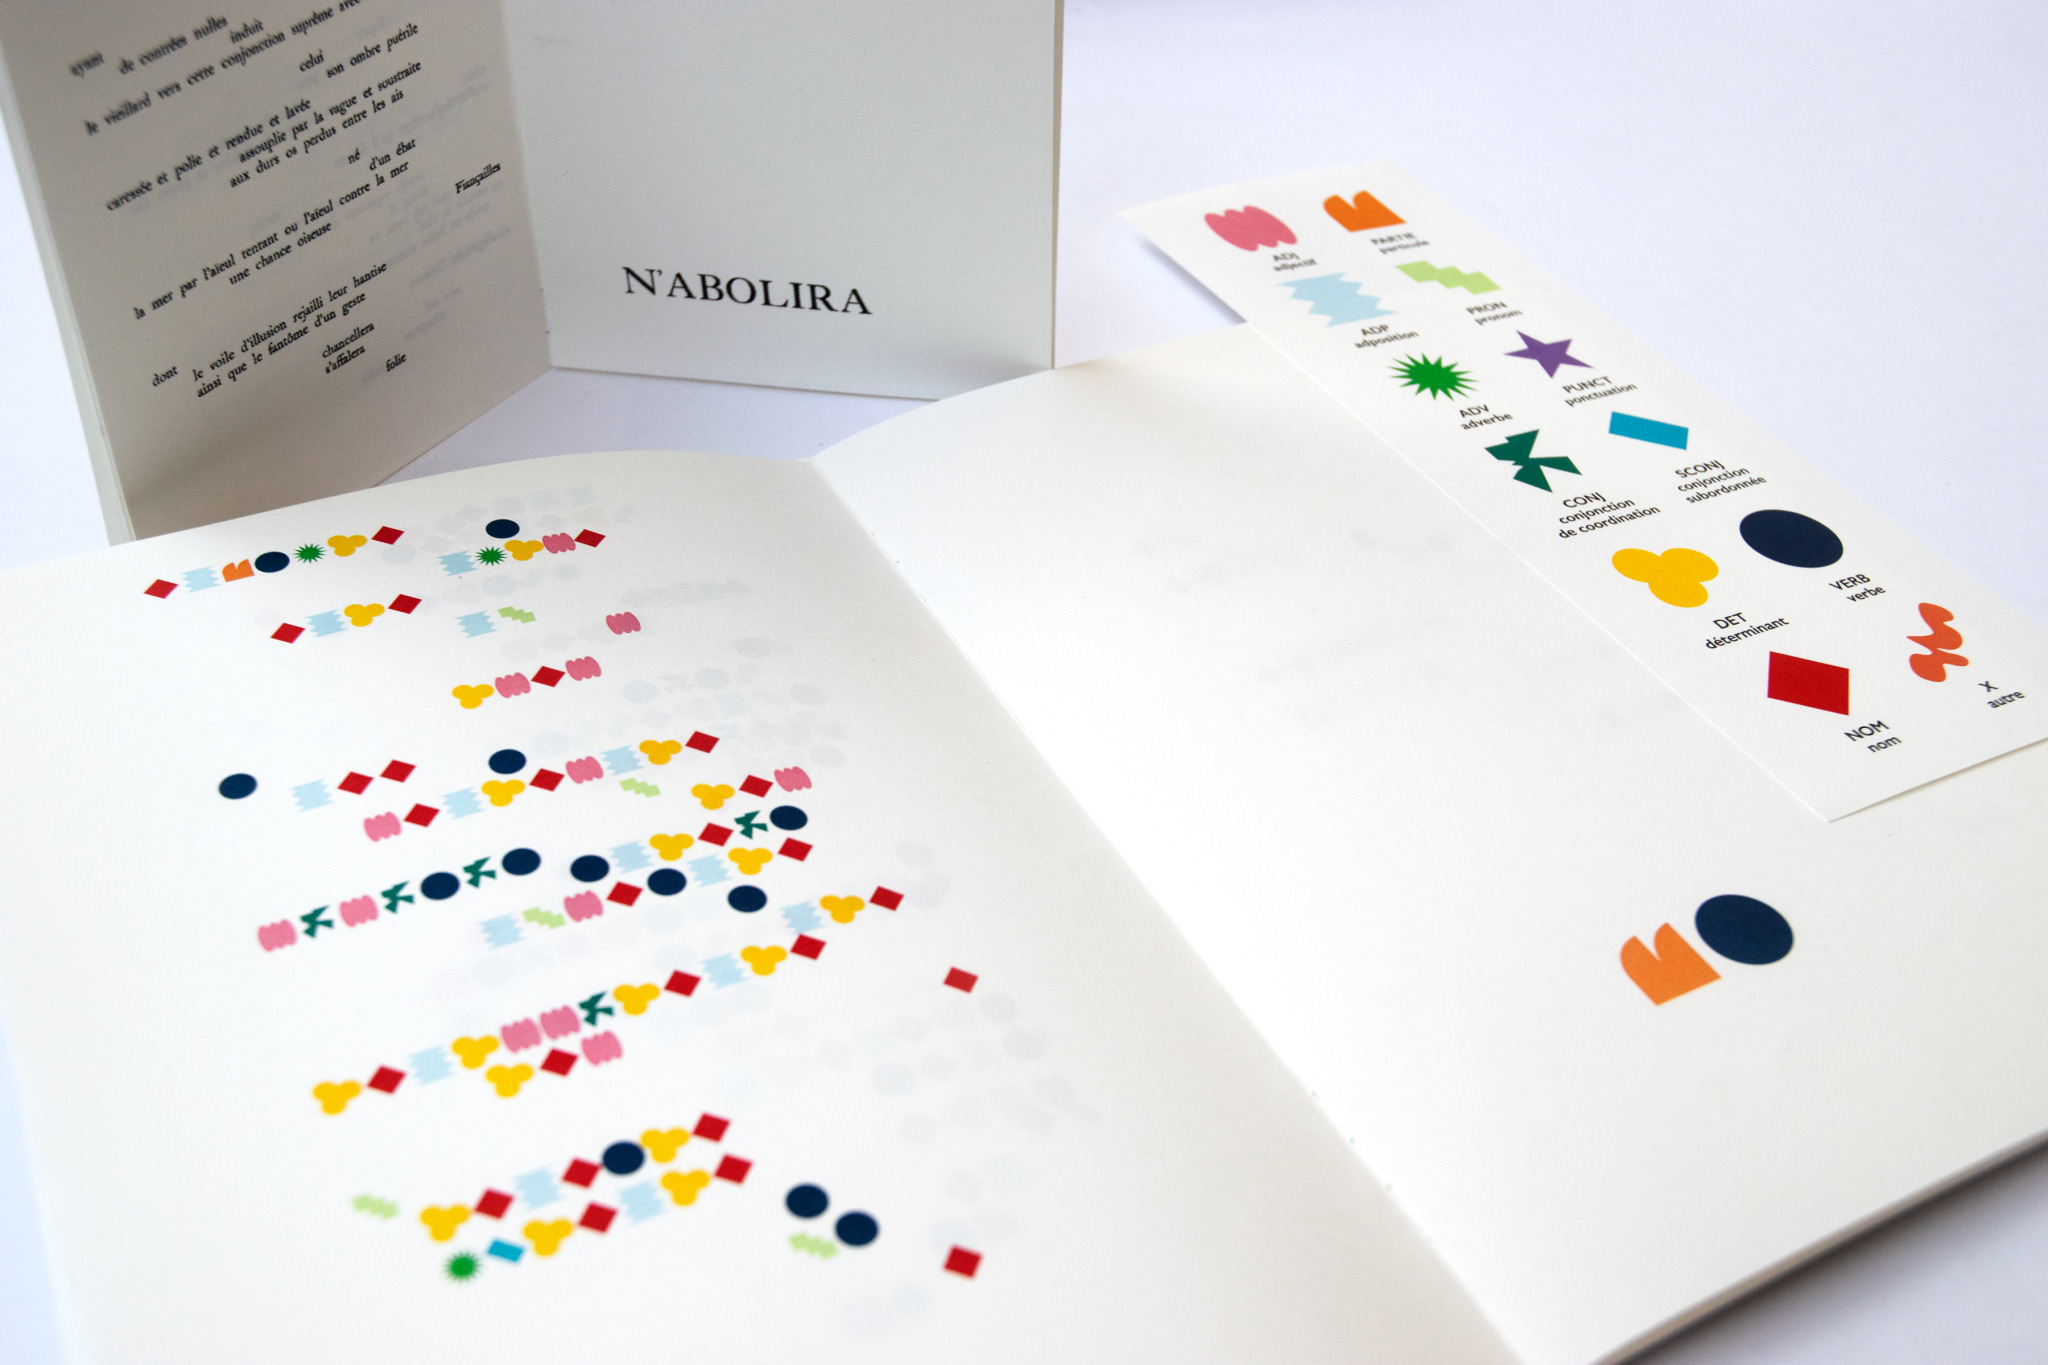 ayant
de contrées nulles
induit
le vieillard vers cette conjonction suprême avec
celui
son ombre puérile
caressée et polie et rendue et lavée
assouplie par la vague et soustraite
aux durs os perdus entre les ais
né
d'un ébat
la mer par l'aïeul rentant ou l'aïeul contre la mer
une chance oiseuse
Fiançailles
dont
le voile d'illusion rejailli leur hantise
ainsi que le fantôme d'un geste
chancellera
s'affalera
folie
N'ABOLIRA
ADJ
adjectif
PARTIE
particule
ADP
adposition
PRON
pronom
ADV
adverbe
PUNCT
ponctuation
CONJ
conjonction
de coordination
SCONJ
conjonction
subordonnée
DET
déterminant
VERB
verbe
NOM
nom
X
autre